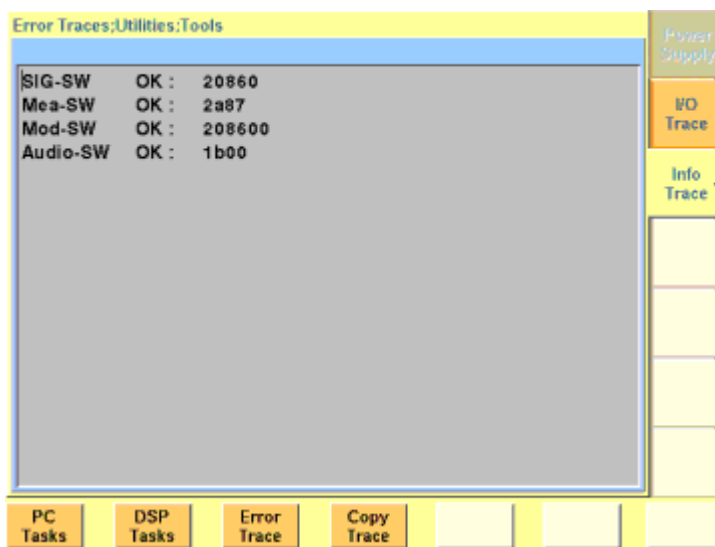 Error Traces;Utilities;Tools
Power
Supply
SIG-SW OK : 20860
Mea-SW OK : 2a87
Mod-SW OK : 208600
Audio-SW OK : 1b00
I/O
Trace
Info
Trace
PC
Tasks
DSP
Tasks
Error
Trace
Copy
Trace